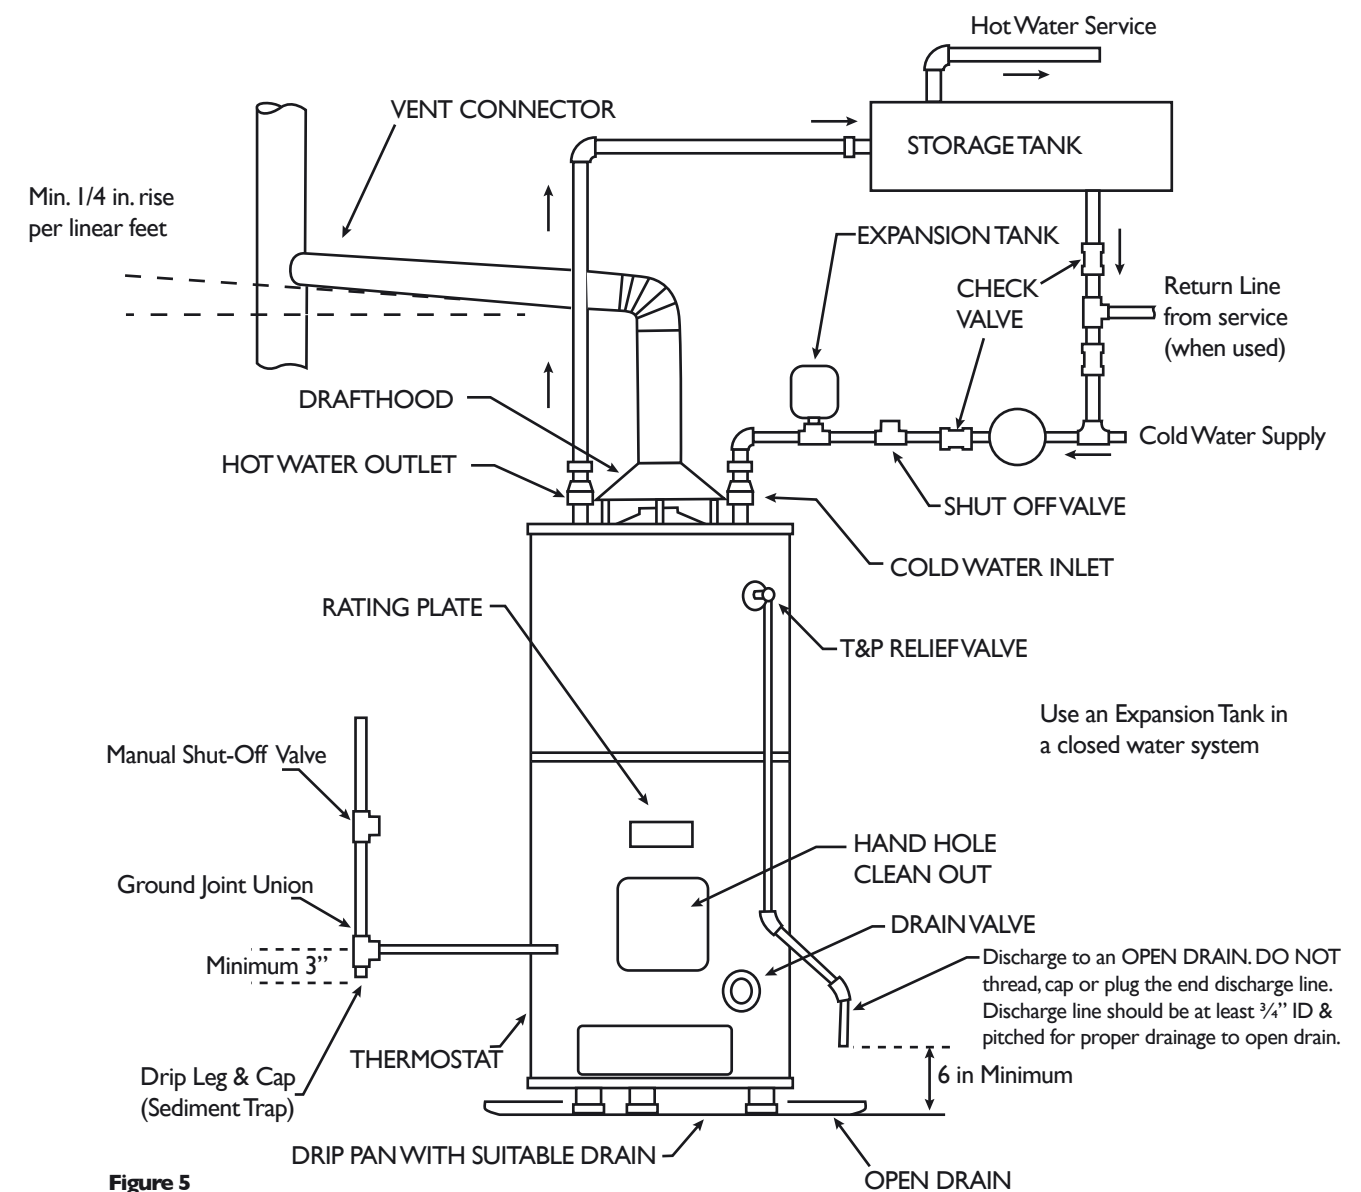 Hot Water Service
VENT CONNECTOR
STORAGE TANK
Min. 1/4 in. rise
per linear feet
EXPANSION TANK
CHECK
VALVE
Return Line
from service
(when used)
DRAFTHOOD
Cold Water Supply
HOT WATER OUTLET
SHUT OFF VALVE
COLD WATER INLET
RATING PLATE
T&P RELIEF VALVE
Use an Expansion Tank in
a closed water system
Manual Shut-Off Valve
HAND HOLE
CLEAN OUT
Ground Joint Union
DRAIN VALVE
Minimum 3”
Discharge to an OPEN DRAIN. DO NOT
thread, cap or plug the end discharge line.
Discharge line should be at least ¾” ID &
pitched for proper drainage to open drain.
THERMOSTAT
6 in Minimum
Drip Leg & Cap
(Sediment Trap)
DRIP PAN WITH SUITABLE DRAIN
OPEN DRAIN
Figure 5